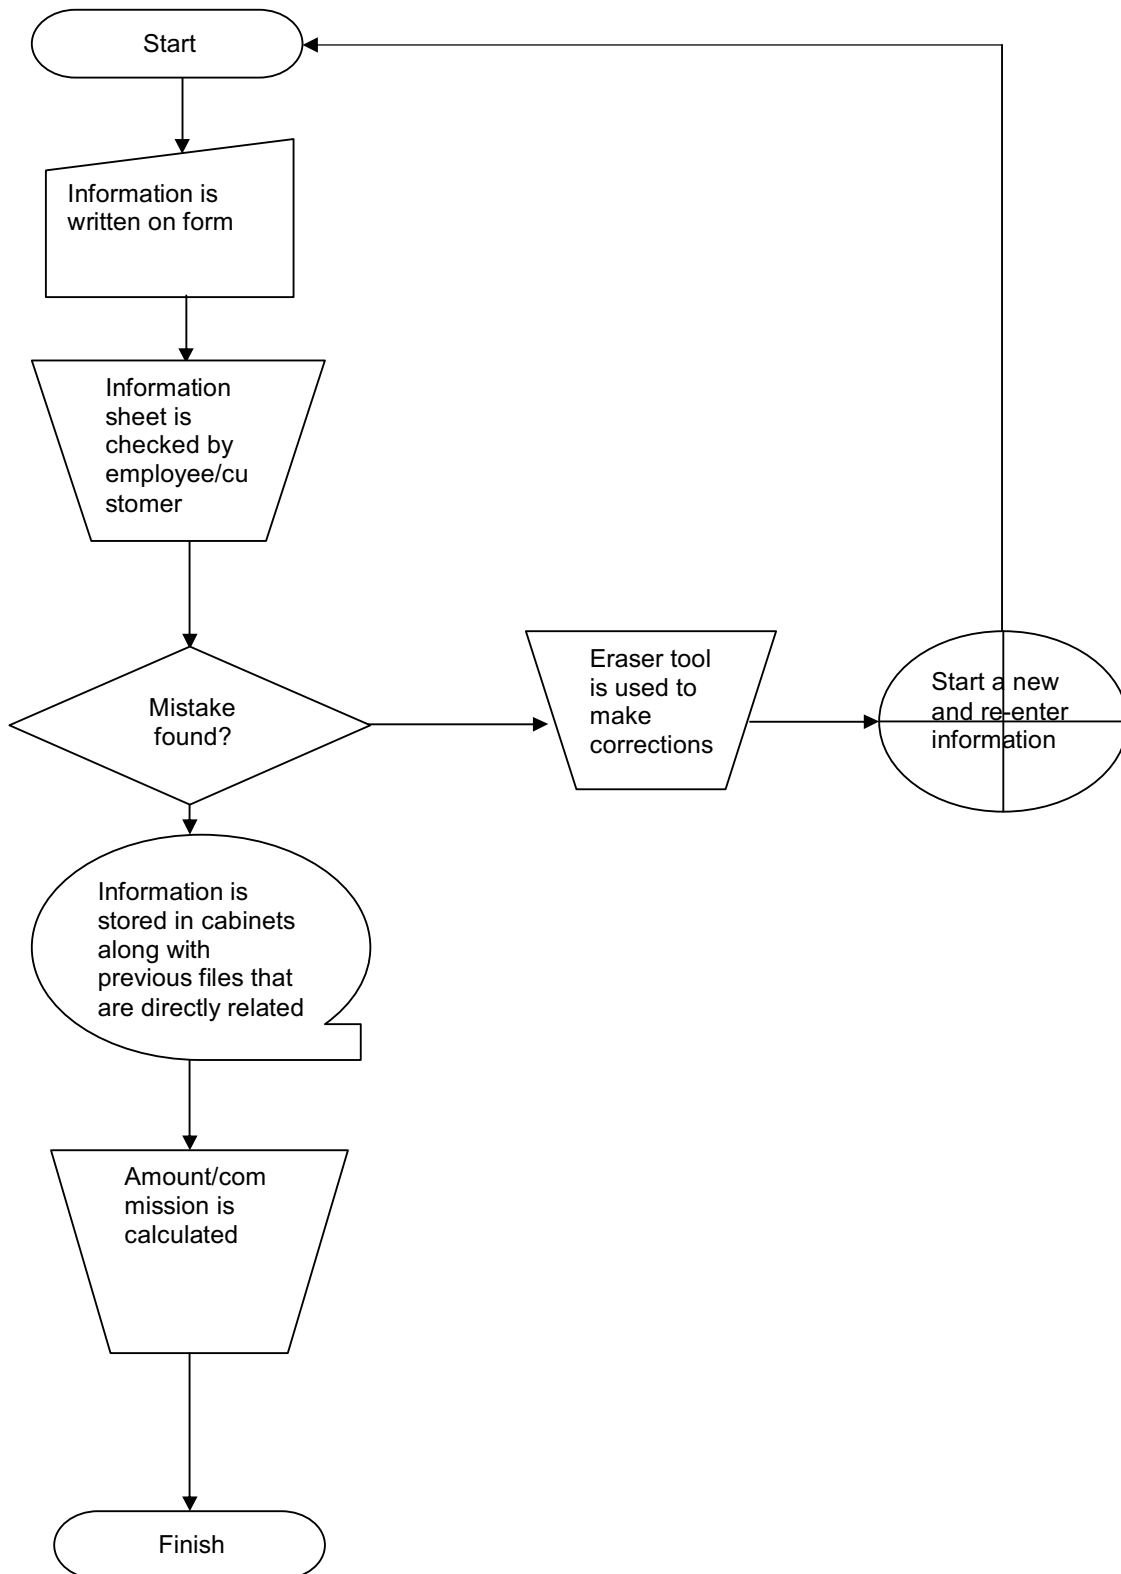 Start
Information is
written on form
Information
sheet is
checked by
employee/cu
stomer
Mistake
found?
Eraser tool
is used to
make
corrections
Start a new
and re-enter
information
Information is
stored in cabinets
along with
previous files that
are directly related
Amount/com
mission is
calculated
Finish